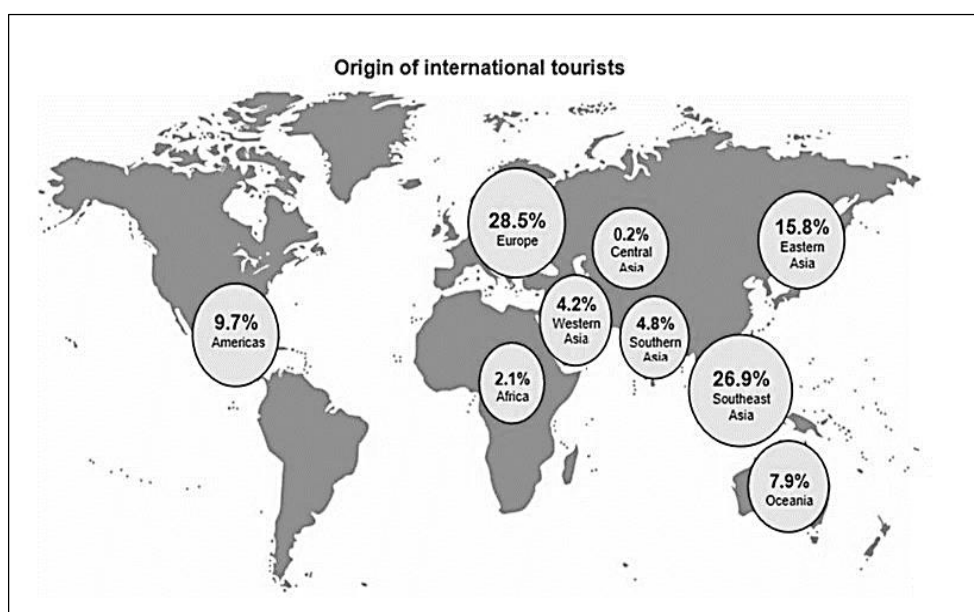 Origin of international tourists
28.5%
Europe
0.2%
Central
Asia
15.8%
Eastern
Asia
9.7%
Americas
4.2%
Western
Asia
4.8%
Southern
Asia
2.1%
Africa
26.9%
Southeast
Asia
7.9%
Oceania